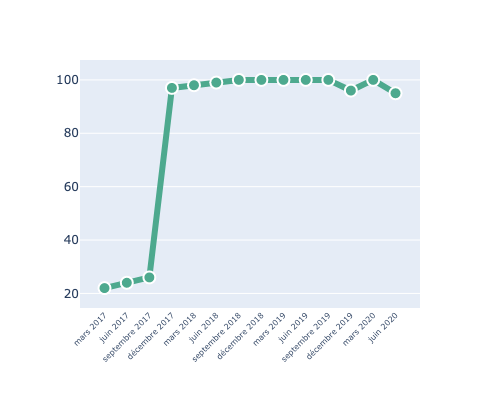 100
80
60
40
20
mars 2017
juin 2017
septembre 2017
décembre 2017
mars 2018
juin 2018
septembre 2018
décembre 2018
mars 2019
juin 2019
septembre 2019
décembre 2019
mars 2020
juin 2020